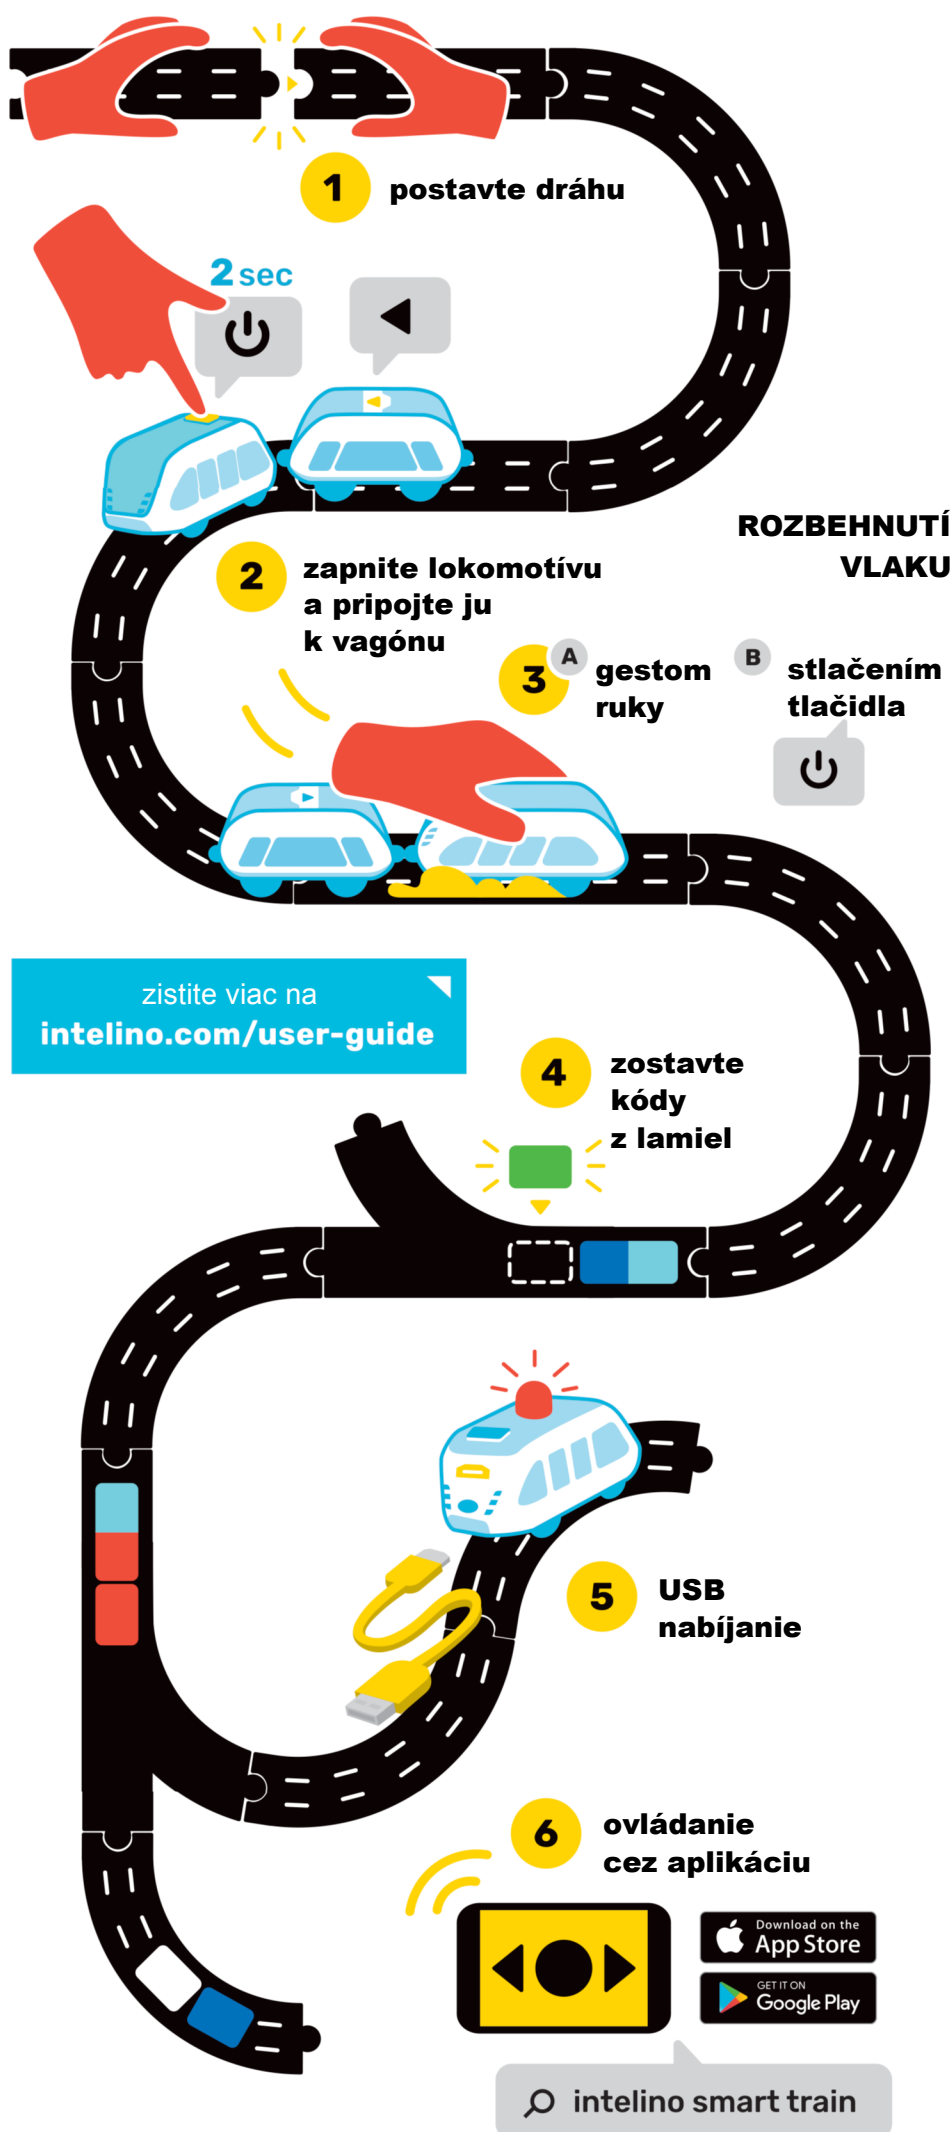 1
postavte dráhu
2 sec
2
zapnite lokomotívu
a pripojte ju
k vagónu
ROZBEHNUTÍ
VLAKU
3
A
gestom
ruky
B
stlačením
tlačidla
zistite viac na
intelino.com/user-guide
4
zostavte
kódy
z lamiel
5
USB
nabíjanie
6
ovládanie
cez aplikáciu
Download on the
App Store
GET IT ON
Google Play
intelino smart train